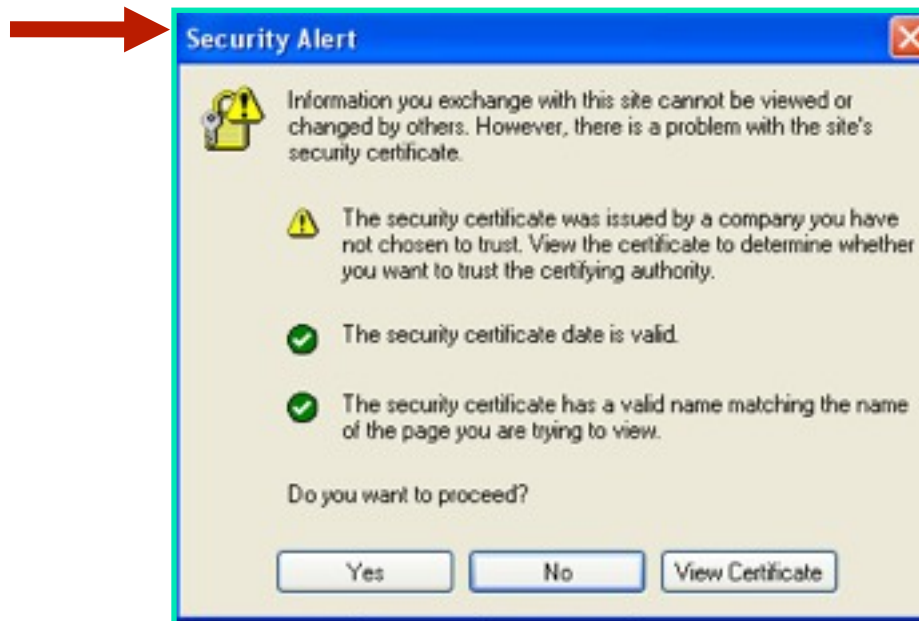 Security Alert
Information you exchange with this site cannot be viewed or
changed by others. However, there is a problem with the site's
security certificate.
The security certificate was issued by a company you have
not chosen to trust. View the certificate to determine whether
you want to trust the certifying authority.
The security certificate date is valid.
The security certificate has a valid name matching the name
of the page you are trying to view.
Do you want to proceed?
Yes No View Certificate